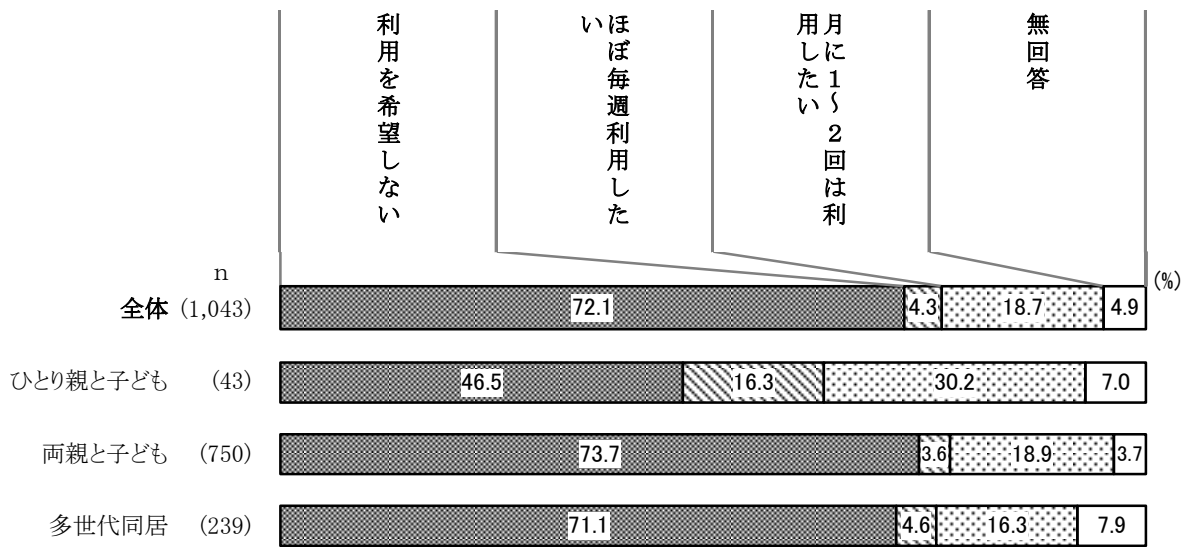 利用を希望しない
ほぼ毎週利用した
い
月に１～２回は利
用したい
無回答
(%)
n
全体 (1,043) 72.1 4.3 18.7 4.9
ひとり親と子ども (43) 46.5 16.3 30.2 7.0
両親と子ども (750) 73.7 3.6 18.9 3.7
多世代同居 (239) 71.1 4.6 16.3 7.9